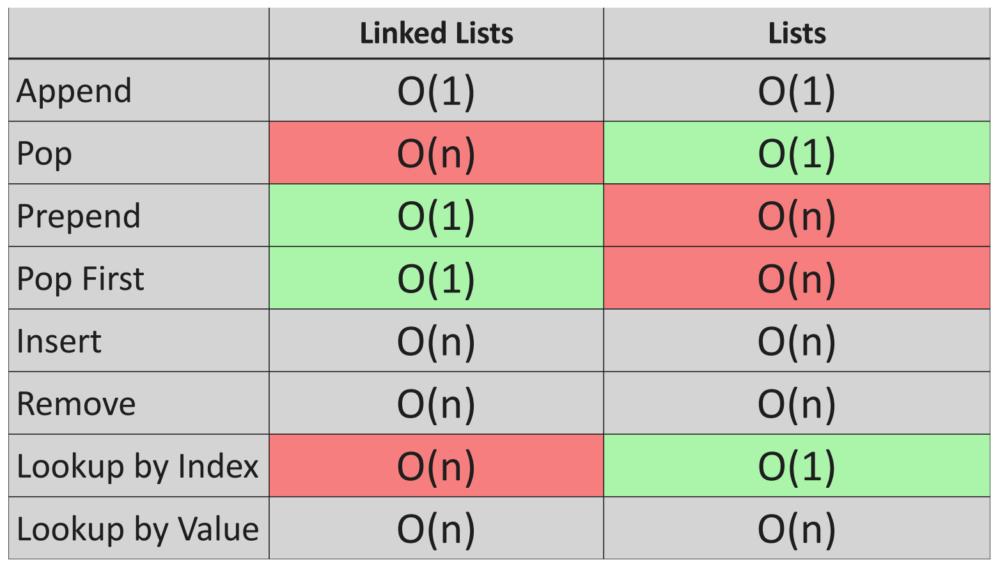 Linked Lists Lists
Append O(1) O(1)
Pop O(n) O(1)
Prepend O(1) O(n)
Pop First O(1) O(n)
Insert O(n) O(n)
Remove O(n) O(n)
Lookup by Index O(n) O(1)
Lookup by Value O(n) O(n)